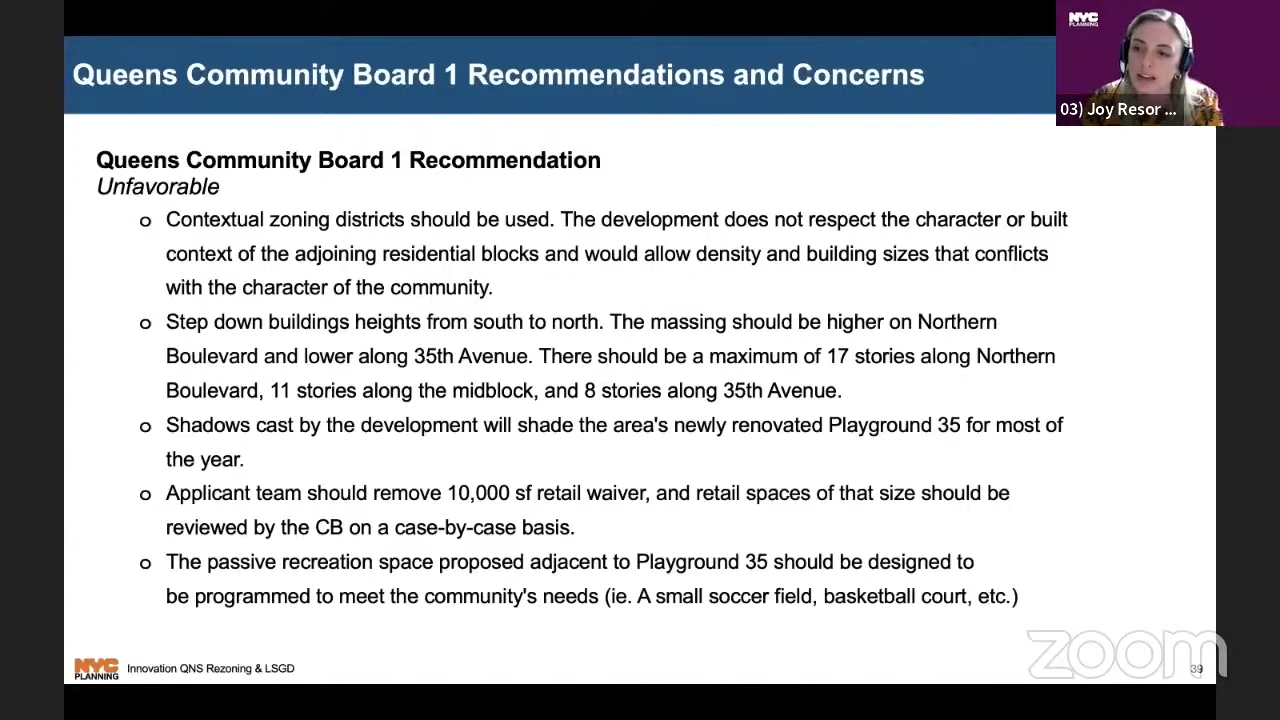 Queens Community Board 1 Recommendations and Concerns
NYC
PLANNING
03) Joy Resor ...
Queens Community Board 1 Recommendation
Unfavorable
o Contextual zoning districts should be used. The development does not respect the character or built
context of the adjoining residential blocks and would allow density and building sizes that conflicts
with the character of the community.
o Step down buildings heights from south to north. The massing should be higher on Northern
Boulevard and lower along 35th Avenue. There should be a maximum of 17 stories along Northern
Boulevard, 11 stories along the midblock, and 8 stories along 35th Avenue.
o Shadows cast by the development will shade the area's newly renovated Playground 35 for most of
the year.
o Applicant team should remove 10,000 sf retail waiver, and retail spaces of that size should be
reviewed by the CB on a case-by-case basis.
o The passive recreation space proposed adjacent to Playground 35 should be designed to
be programmed to meet the community's needs (ie. A small soccer field, basketball court, etc.)
NYC
PLANNING
Innovation QNS Rezoning & LSGD
zoom
39